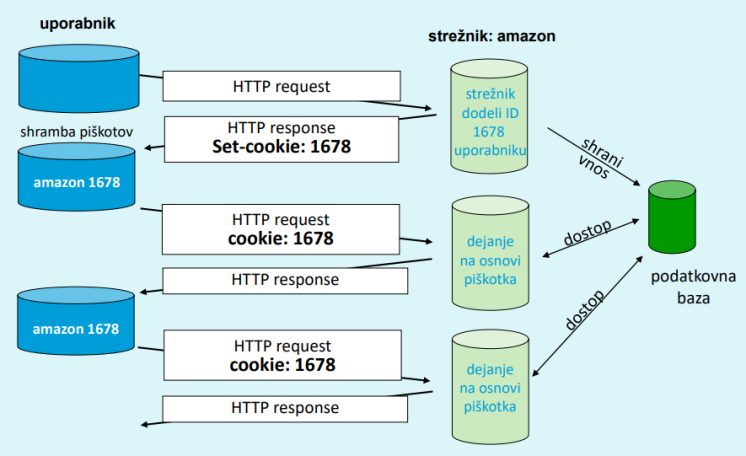 uporabnik
strežnik: amazon
HTTP request
strežnik
dodeli ID
1678
uporabniku
shramba piškotov
HTTP response
Set-cookie: 1678
shrani
vnos
amazon 1678
HTTP request
cookie: 1678
dejanje
na osnovi
piškotka
dostop
HTTP response
podatkovna
baza
amazon 1678
dostop
HTTP request
cookie: 1678
dejanje
na osnovi
piškotka
HTTP response